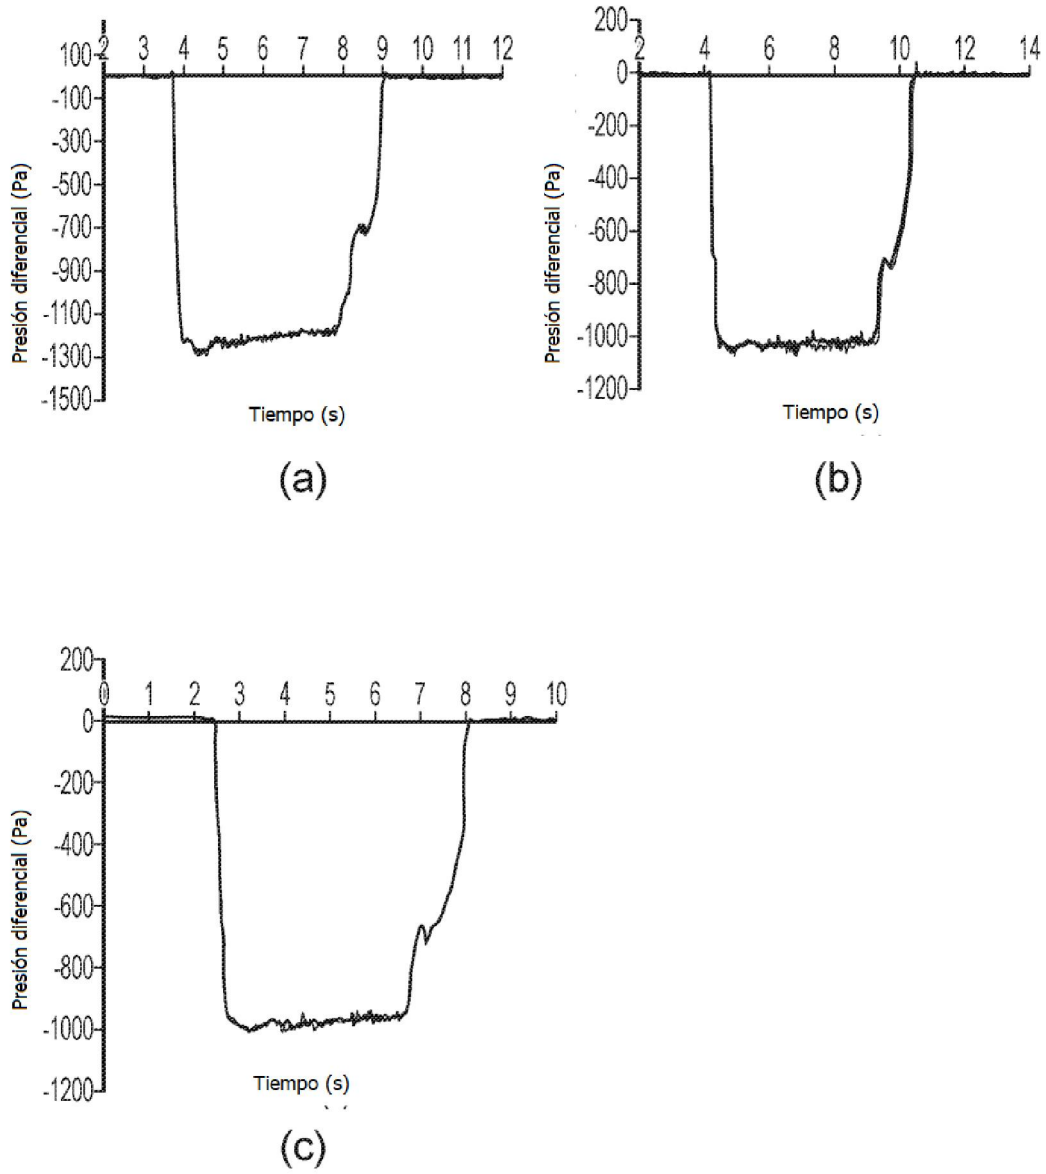 100
2 3 4 5 6 7 8 9 10 11 12
-100
-300
-500
-700
-900
-1100
-1300
-1500
Presión diferencial (Pa)
Tiempo (s)
(a)
200
2 4 6 8 10 12 14
0
-200
-400
-600
-800
-1000
-1200
Presión diferencial (Pa)
Tiempo (s)
(b)
200
0 1 2 3 4 5 6 7 8 9 10
0
-200
-400
-600
-800
-1000
-1200
Presión diferencial (Pa)
Tiempo (s)
(c)